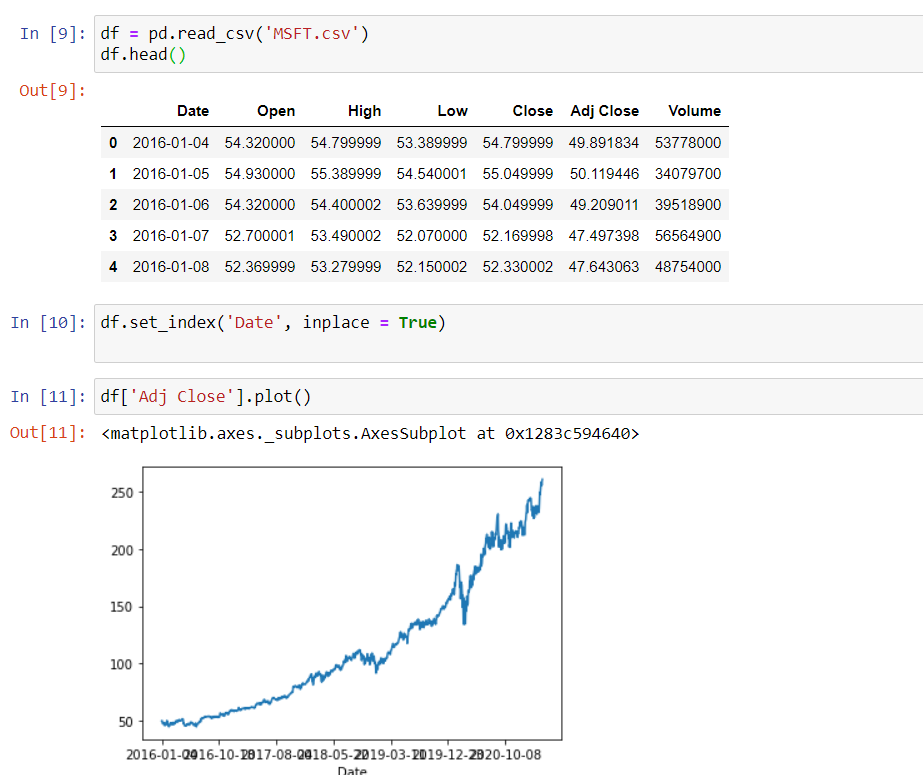 In [9]: df = pd.read_csv('MSFT.csv')
df.head()
Out[9]:
Date Open High Low Close Adj Close Volume
0 2016-01-04 54.320000 54.799999 53.389999 54.799999 49.891834 53778000
1 2016-01-05 54.930000 55.389999 54.540001 55.049999 50.119446 34079700
2 2016-01-06 54.320000 54.400002 53.639999 54.049999 49.209011 39518900
3 2016-01-07 52.700001 53.490002 52.070000 52.169998 47.497398 56564900
4 2016-01-08 52.369999 53.279999 52.150002 52.330002 47.643063 48754000
In [10]: df.set_index('Date', inplace = True)
In [11]: df['Adj Close'].plot()
Out[11]: <matplotlib.axes._subplots.AxesSubplot at 0x1283c594640>
250
200
150
100
50
2016-01-04 2016-10-18 2017-08-04 2018-05-22 2019-03-11 2019-12-23 2020-10-08
Date